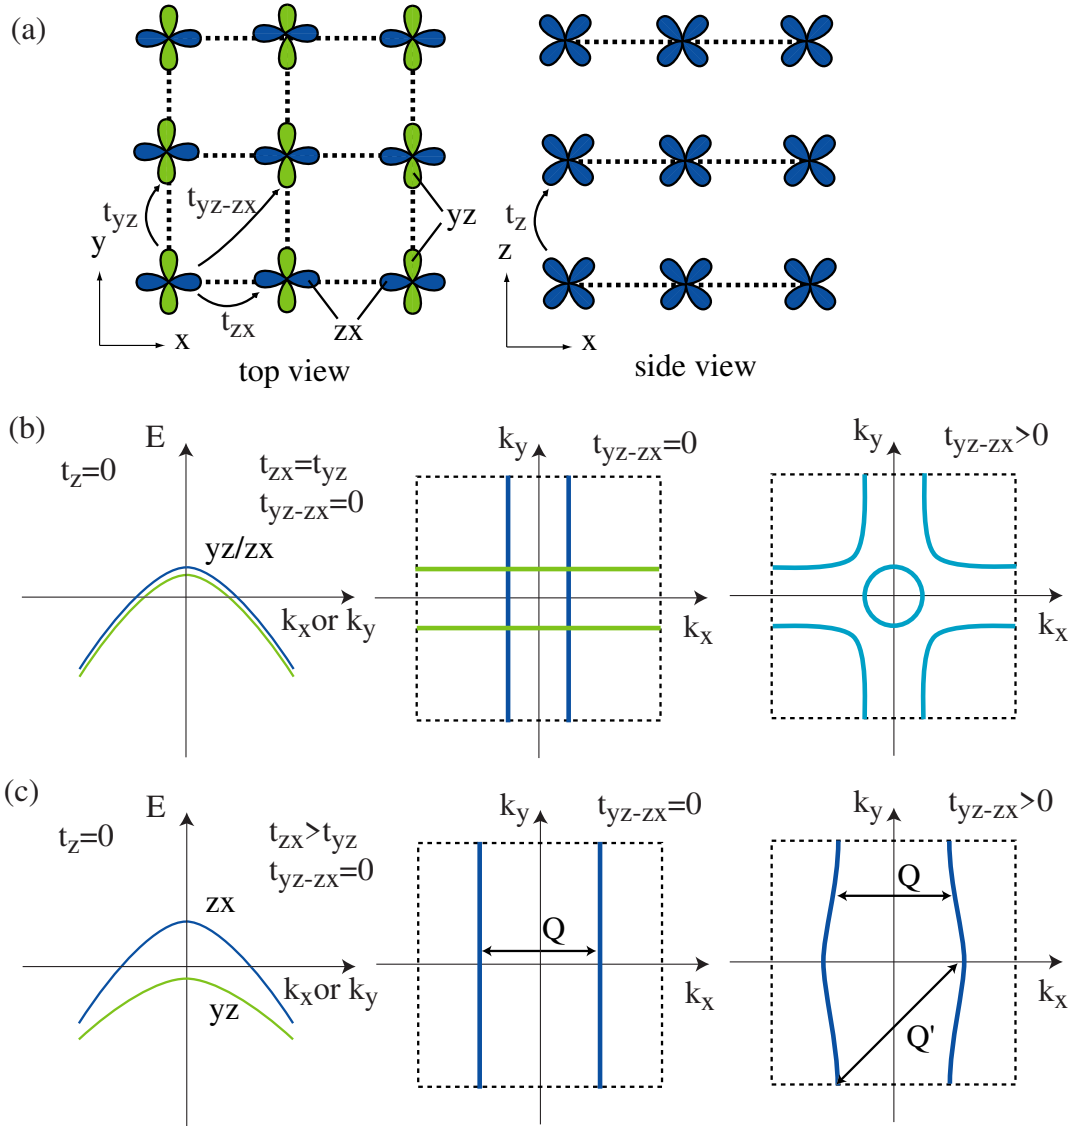 (a)
t_yz
t_yz-zx
t_zx
yz
zx
y
x
top view
t_z
z
x
side view
(b)
t_z=0
E
t_zx=t_yz
t_yz-zx=0
yz/zx
k_x or k_y
k_y
t_yz-zx=0
k_x
k_y
t_yz-zx>0
k_x
(c)
t_z=0
E
t_zx>t_yz
t_yz-zx=0
zx
yz
k_x or k_y
k_y
t_yz-zx=0
Q
k_x
k_y
t_yz-zx>0
Q
Q'
k_x